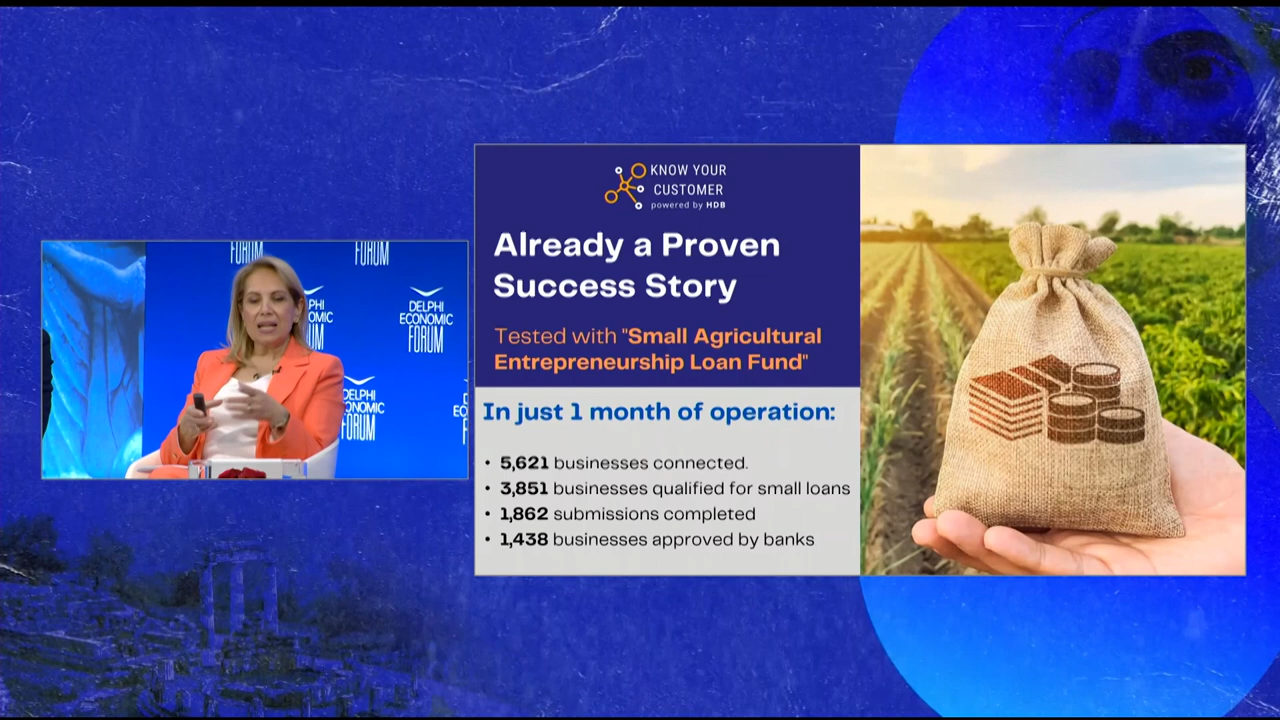 FORUM
FORUM
DELPHI
ECONOMIC
FORUM
DELPHI
ECONOMIC
FORUM
KNOW YOUR
CUSTOMER
powered by HDB
Already a Proven
Success Story
Tested with "Small Agricultural
Entrepreneurship Loan Fund"
In just 1 month of operation:
• 5,621 businesses connected.
• 3,851 businesses qualified for small loans
• 1,862 submissions completed
• 1,438 businesses approved by banks